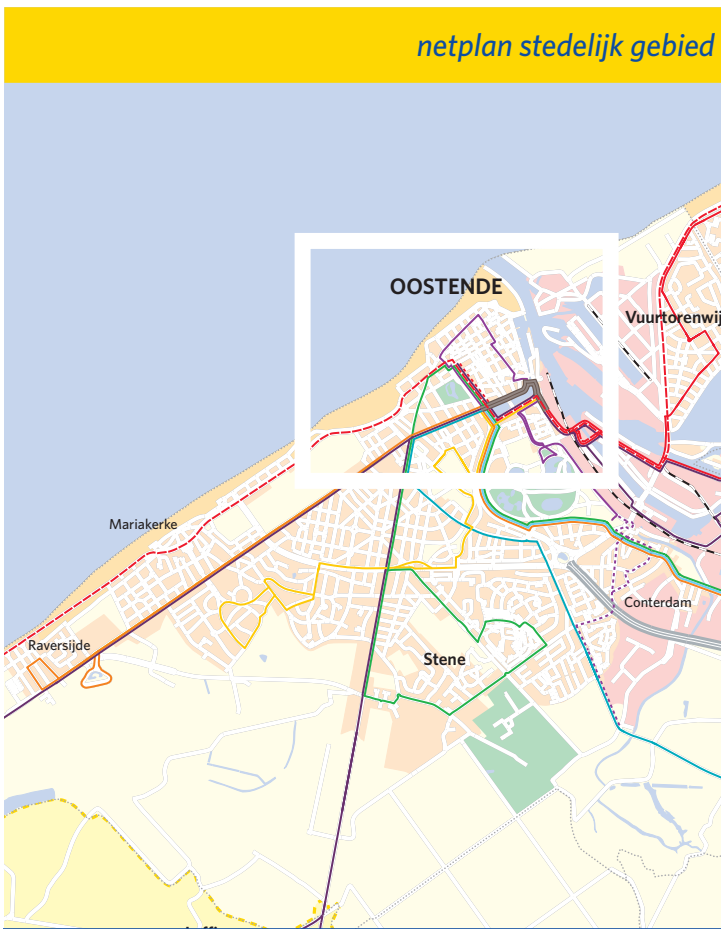 netplan stedelijk gebied
OOSTENDE
Mariakerke
Conterdam
Raversijde
Stene